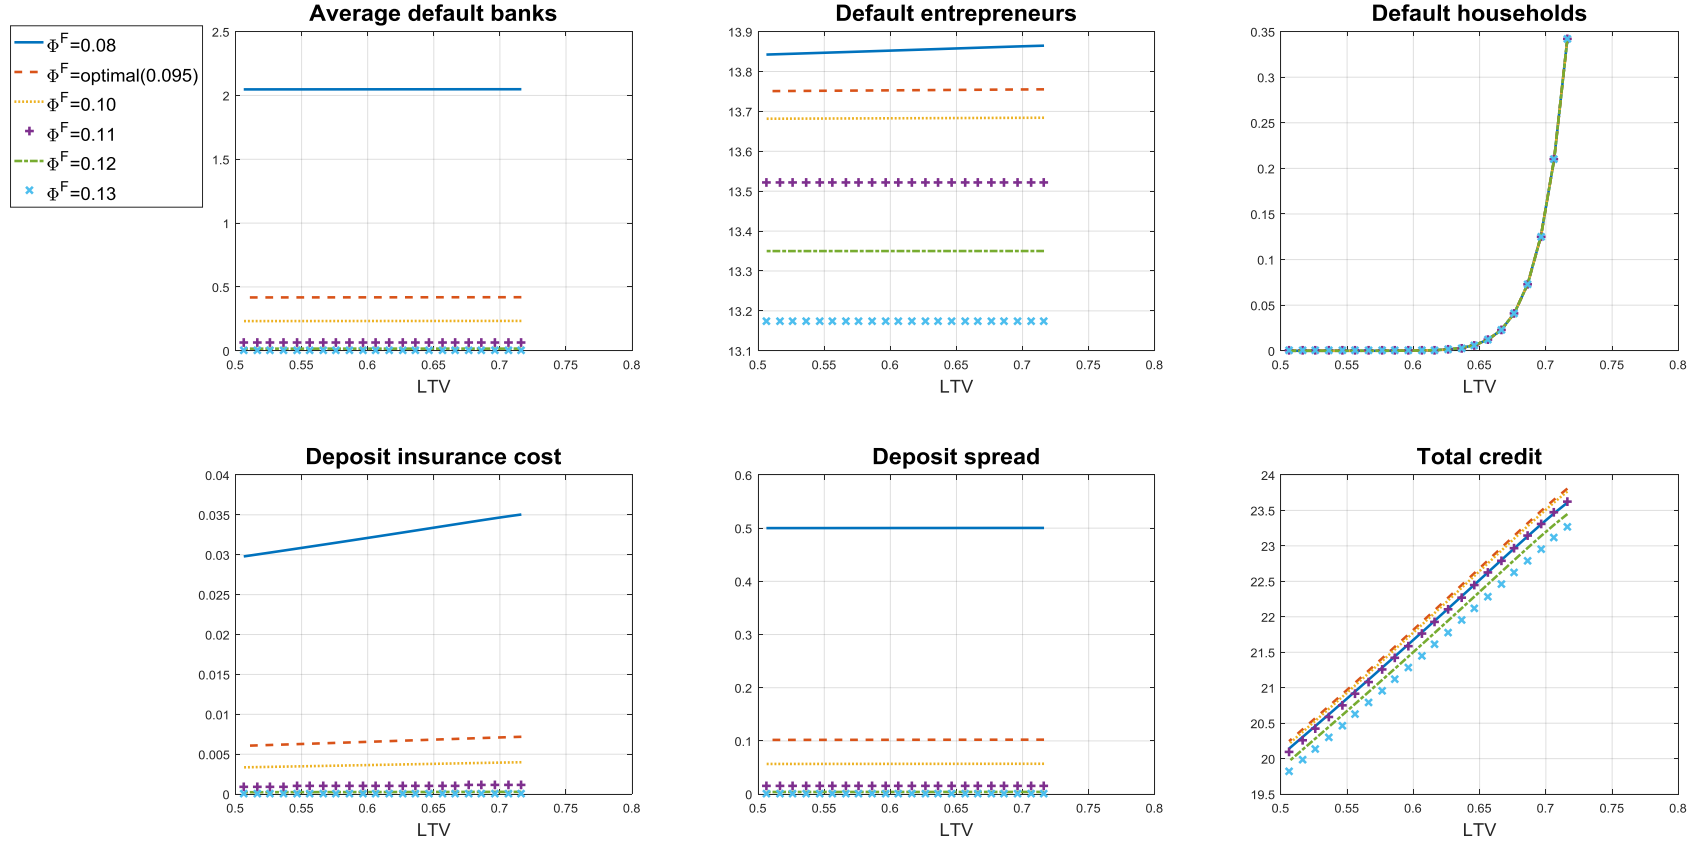 Average default banks
Default entrepreneurs
Default households
Φ^F=0.08
Φ^F=optimal(0.095)
Φ^F=0.10
Φ^F=0.11
Φ^F=0.12
Φ^F=0.13
2.5
2
1.5
1
0.5
0
0.5 0.55 0.6 0.65 0.7 0.75 0.8
LTV
13.9
13.8
13.7
13.6
13.5
13.4
13.3
13.2
13.1
0.5 0.55 0.6 0.65 0.7 0.75 0.8
LTV
0.35
0.3
0.25
0.2
0.15
0.1
0.05
0
0.5 0.55 0.6 0.65 0.7 0.75 0.8
LTV
Deposit insurance cost
Deposit spread
Total credit
0.04
0.035
0.03
0.025
0.02
0.015
0.01
0.005
0
0.5 0.55 0.6 0.65 0.7 0.75 0.8
LTV
0.6
0.5
0.4
0.3
0.2
0.1
0
0.5 0.55 0.6 0.65 0.7 0.75 0.8
LTV
24
23.5
23
22.5
22
21.5
21
20.5
20
19.5
0.5 0.55 0.6 0.65 0.7 0.75 0.8
LTV